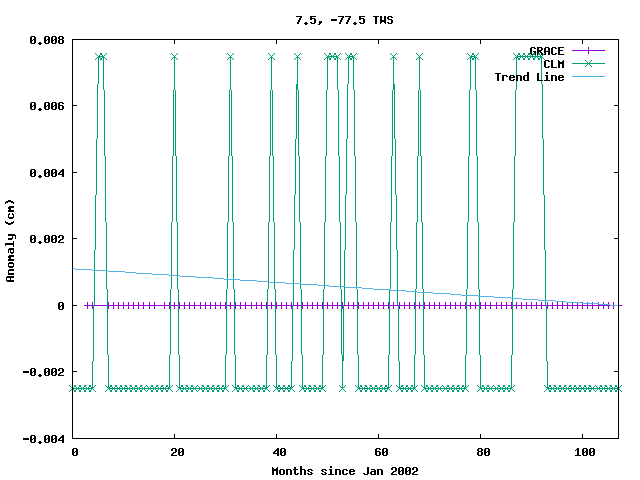 7.5, -77.5 TWS
GRACE
CLM
Trend Line
0.008
0.006
0.004
0.002
0
-0.002
-0.004
Anomaly (cm)
0 20 40 60 80 100
Months since Jan 2002